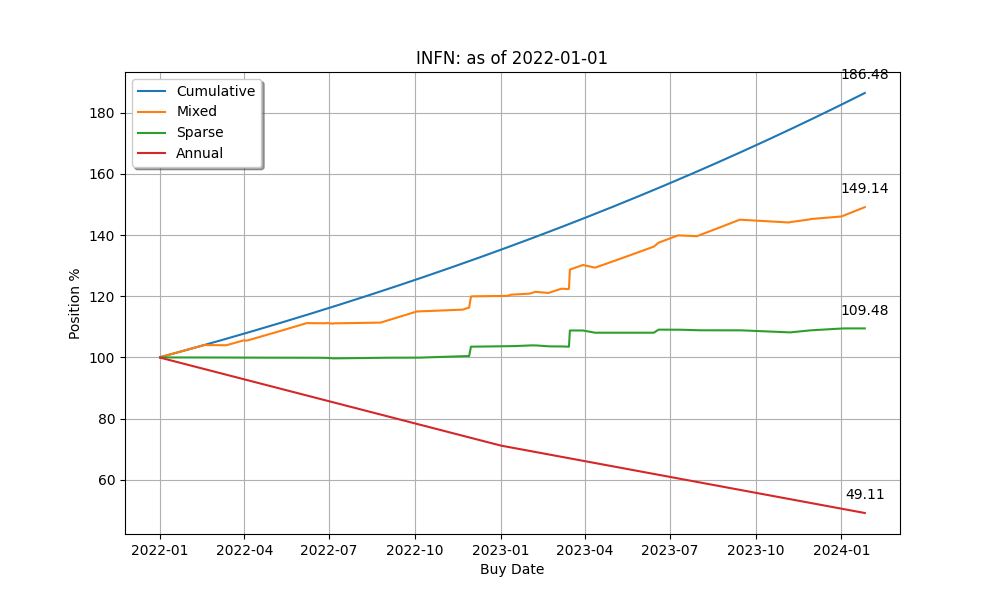 INFN: as of 2022-01-01
Cumulative
Mixed
Sparse
Annual
186.48
149.14
109.48
49.11
Position %
180
160
140
120
100
80
60
2022-01 2022-04 2022-07 2022-10 2023-01 2023-04 2023-07 2023-10 2024-01
Buy Date